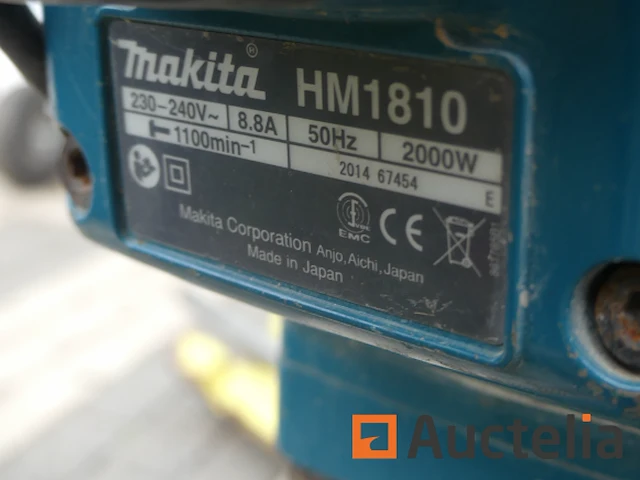 makita® HM1810
230-240V~ 8.8A 50Hz 2000W
1100min-1 2014 67454 E
EMC CE
Makita Corporation Anjo, Aichi, Japan
Made in Japan
Auctelia